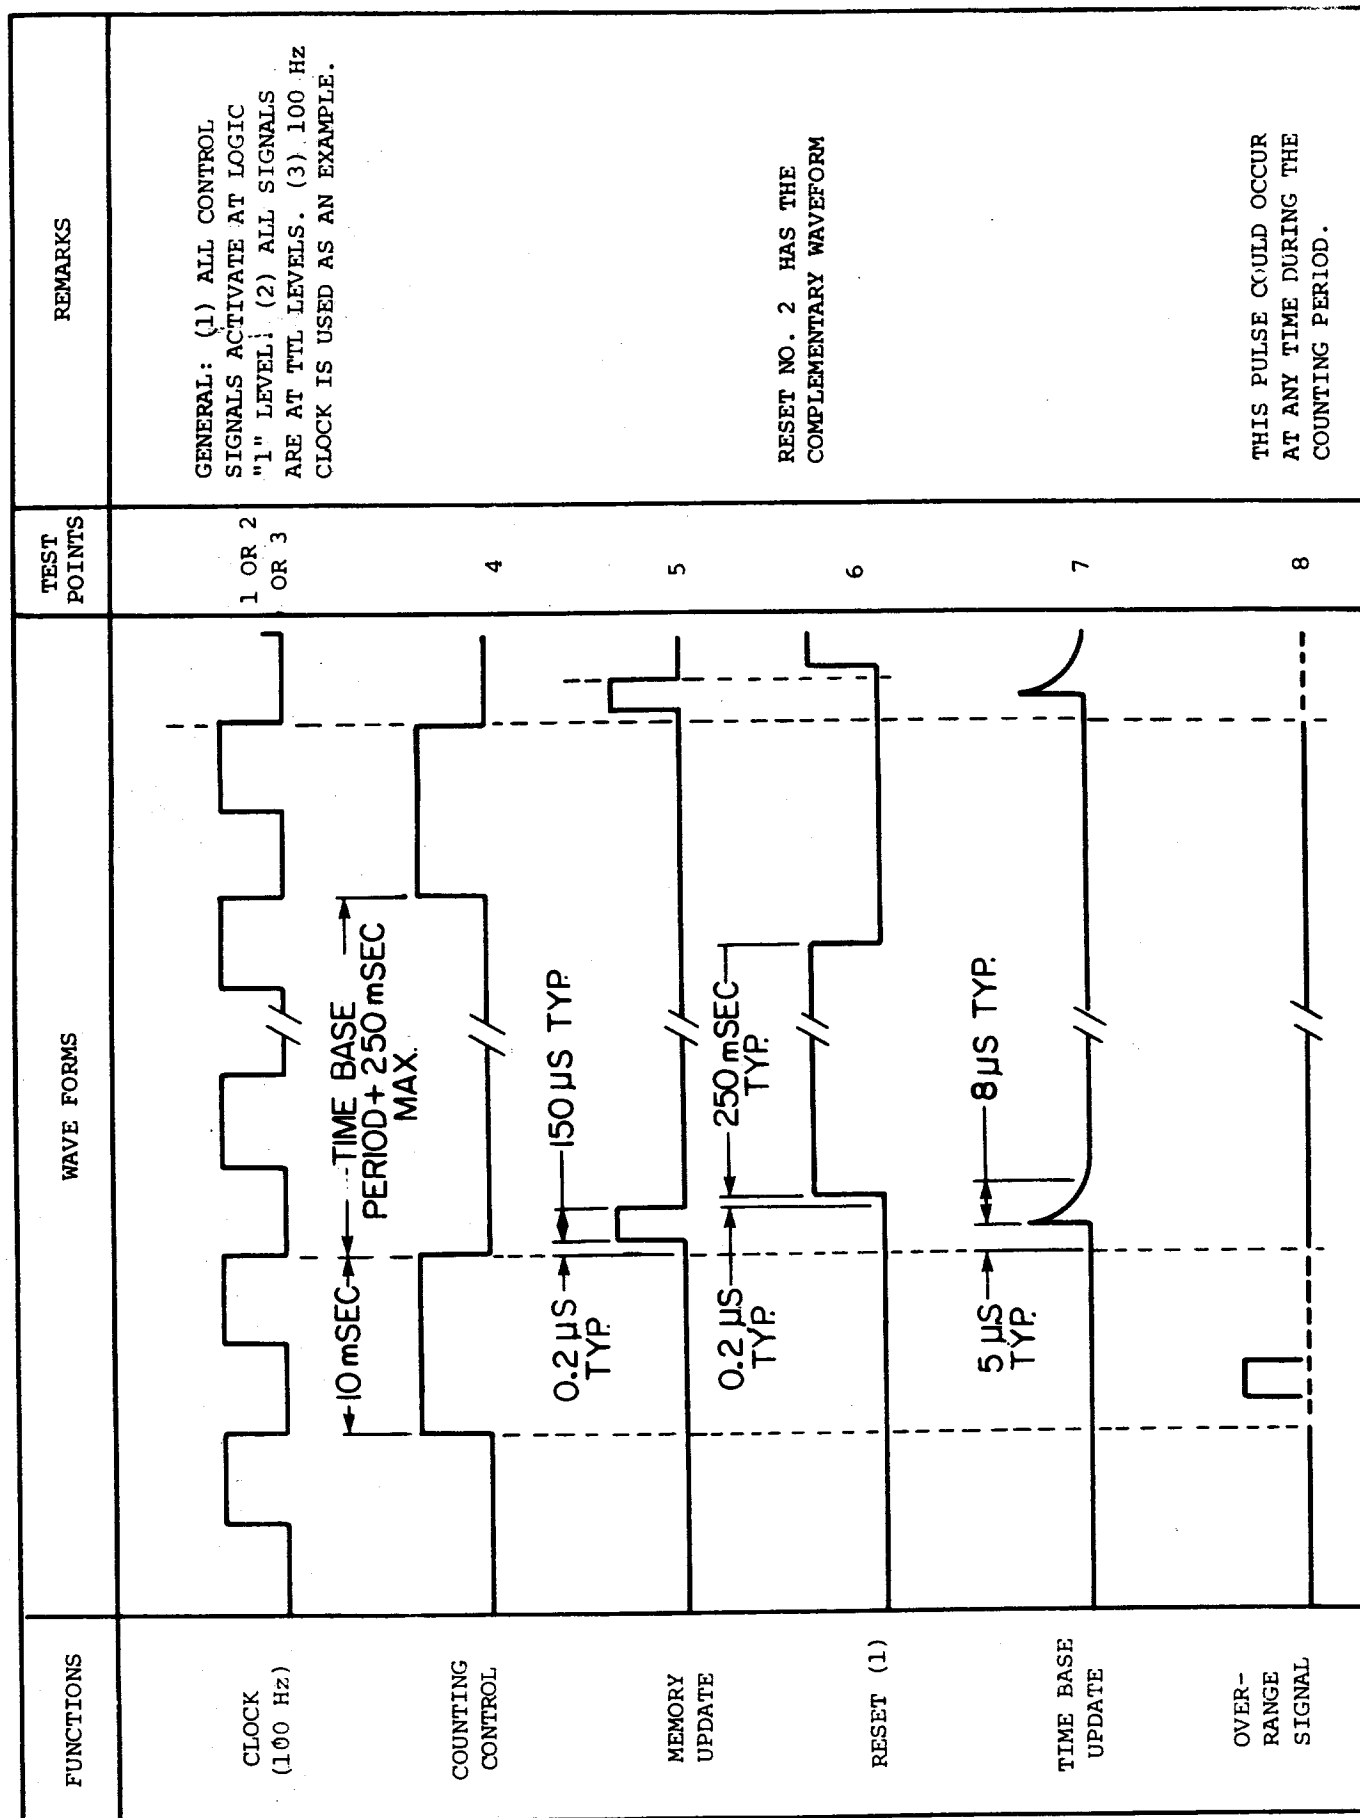 FUNCTIONS
WAVE FORMS
TEST
POINTS
REMARKS
CLOCK
(100 Hz)
1 OR 2
OR 3
GENERAL: (1) ALL CONTROL
SIGNALS ACTIVATE AT LOGIC
"1" LEVEL. (2) ALL SIGNALS
ARE AT TTL LEVELS. (3) 100 Hz
CLOCK IS USED AS AN EXAMPLE.
COUNTING
CONTROL
10 mSEC
TIME BASE
PERIOD + 250 mSEC
MAX.
4
MEMORY
UPDATE
0.2 µS
TYP.
150 µS TYP.
5
RESET (1)
0.2 µS
TYP.
250 mSEC
TYP.
6
RESET NO. 2 HAS THE
COMPLEMENTARY WAVEFORM
TIME BASE
UPDATE
5 µS
TYP.
8 µS TYP.
7
OVER-
RANGE
SIGNAL
8
THIS PULSE COULD OCCUR
AT ANY TIME DURING THE
COUNTING PERIOD.